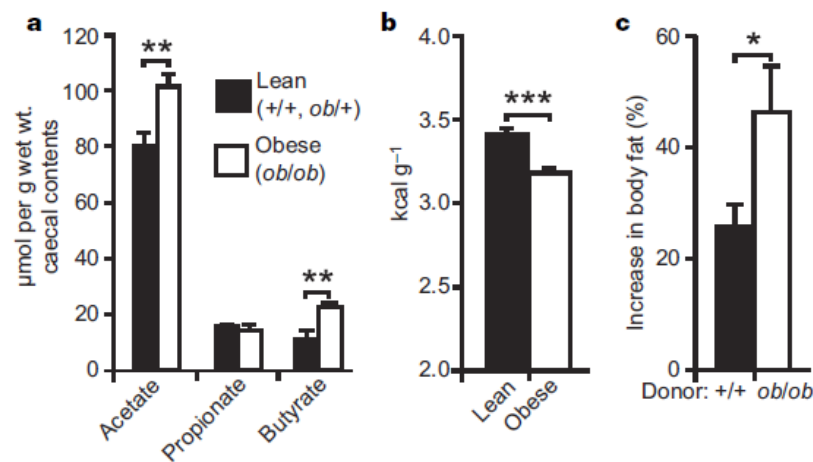 a
120
100
80
60
40
20
0
µmol per g wet wt.
caecal contents
**
**
Lean
(+/+, ob/+)
Obese
(ob/ob)
Acetate
Propionate
Butyrate
b
4.0
3.5
3.0
2.5
2.0
kcal g⁻¹
***
Lean
Obese
c
60
40
20
0
Increase in body fat (%)
*
Donor: +/+ ob/ob